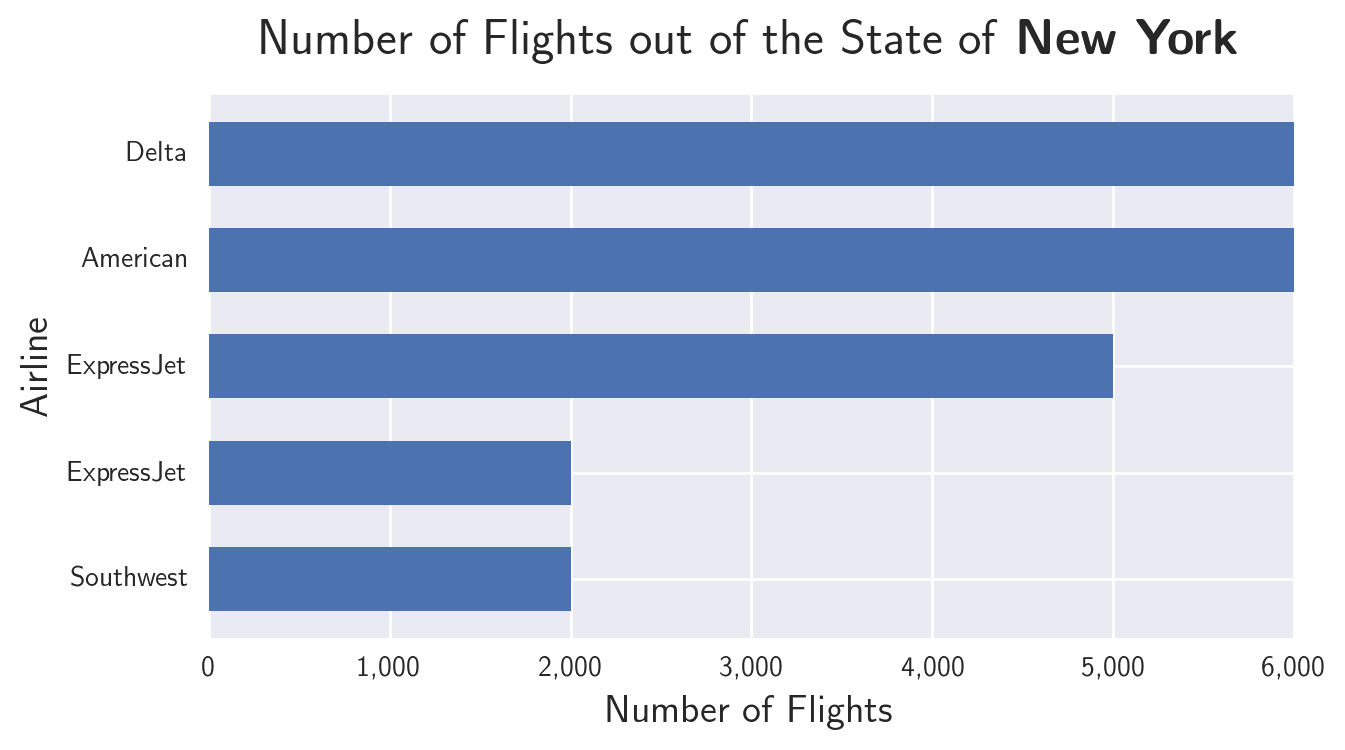 Number of Flights out of the State of New York
Delta
American
ExpressJet
ExpressJet
Southwest
Airline
0 1,000 2,000 3,000 4,000 5,000 6,000
Number of Flights